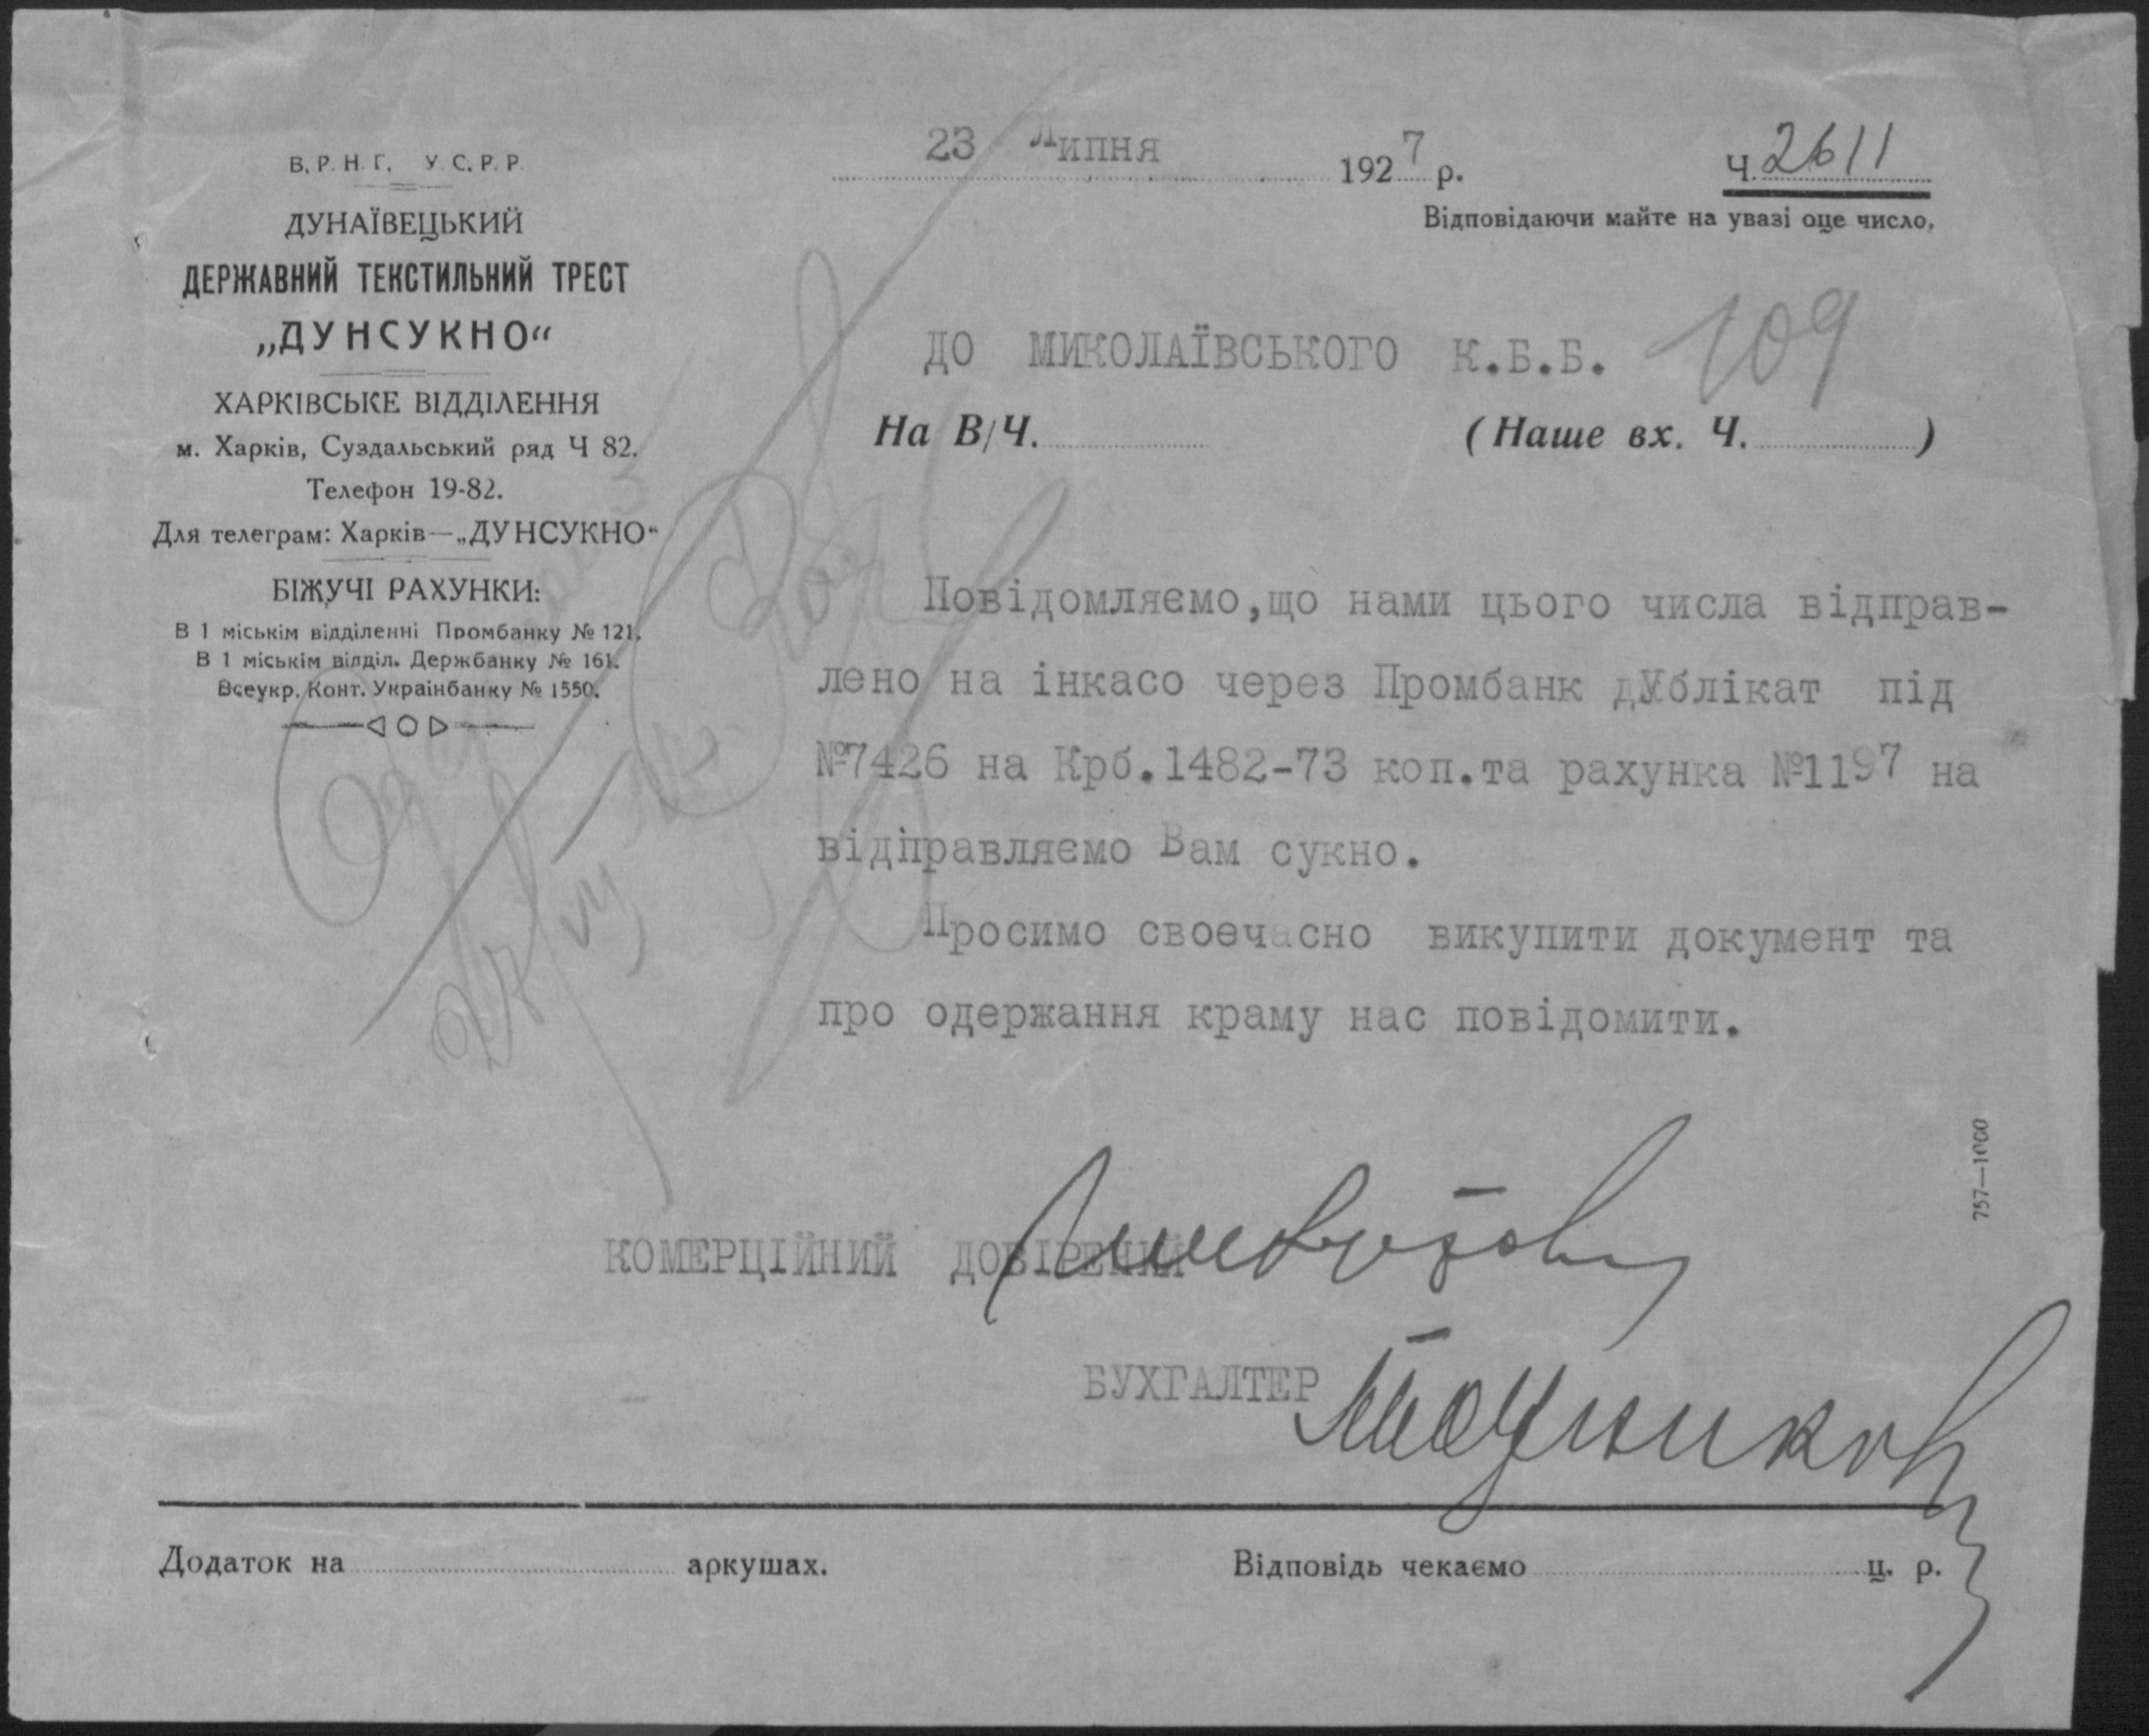 В. Р. Н. Г. У. С. Р. Р.
ДУНАЇВЕЦЬКИЙ
ДЕРЖАВНИЙ ТЕКСТИЛЬНИЙ ТРЕСТ
„ДУНСУКНО“
ХАРКІВСЬКЕ ВІДДІЛЕННЯ
м. Харків, Суздальський ряд Ч 82.
Телефон 19-82.
Для телеграм: Харків—„ДУНСУКНО“
БІЖУЧІ РАХУНКИ:
В 1 міськім відділенні Промбанку № 121.
В 1 міськім відділ. Держбанку № 161.
Всеукр. Конт. Украінбанку № 1550.
23 Липня 1927 р.
Ч. 2611
Відповідаючи майте на увазі оце число,
ДО МИКОЛАЇВСЬКОГО К.Б.Б. 109
На В/Ч. (Наше вх. Ч. )
Повідомляємо,що нами цього числа відправ-
лено на інкасо через Промбанк дублікат під
№7426 на Крб.1482-73 коп.та рахунка №1197 на
відправляємо Вам сукно.
Просимо своечасно викупити документ та
про одержання краму нас повідомити.
757—1000
КОМЕРЦІЙНИЙ ДОВІРЕНИЙ
БУХГАЛТЕР
Додаток на аркушах.
Відповідь чекаємо ц. р.